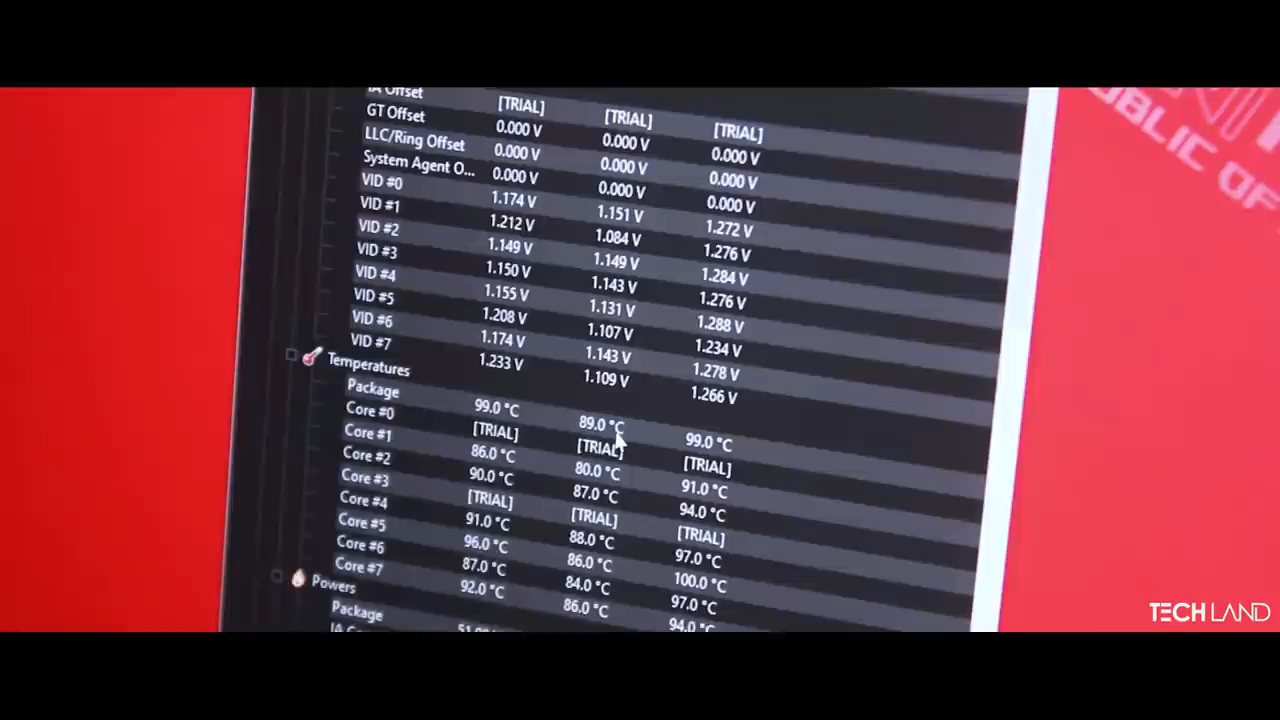 IA Offset [TRIAL] [TRIAL] [TRIAL]
GT Offset 0.000 V 0.000 V 0.000 V
LLC/Ring Offset 0.000 V 0.000 V 0.000 V
System Agent O... 0.000 V 0.000 V 0.000 V
VID #0 1.174 V 1.151 V 1.272 V
VID #1 1.212 V 1.084 V 1.276 V
VID #2 1.149 V 1.149 V 1.284 V
VID #3 1.150 V 1.143 V 1.276 V
VID #4 1.155 V 1.131 V 1.288 V
VID #5 1.208 V 1.107 V 1.234 V
VID #6 1.174 V 1.143 V 1.278 V
VID #7 1.233 V 1.109 V 1.266 V
Temperatures
Package 99.0 °C 89.0 °C 99.0 °C
Core #0 [TRIAL] [TRIAL] [TRIAL]
Core #1 86.0 °C 80.0 °C 91.0 °C
Core #2 90.0 °C 87.0 °C 94.0 °C
Core #3 [TRIAL] [TRIAL] [TRIAL]
Core #4 91.0 °C 88.0 °C 97.0 °C
Core #5 96.0 °C 86.0 °C 100.0 °C
Core #6 87.0 °C 84.0 °C 97.0 °C
Core #7 92.0 °C 86.0 °C 94.0 °C
Powers
Package
OF
TECHLAND